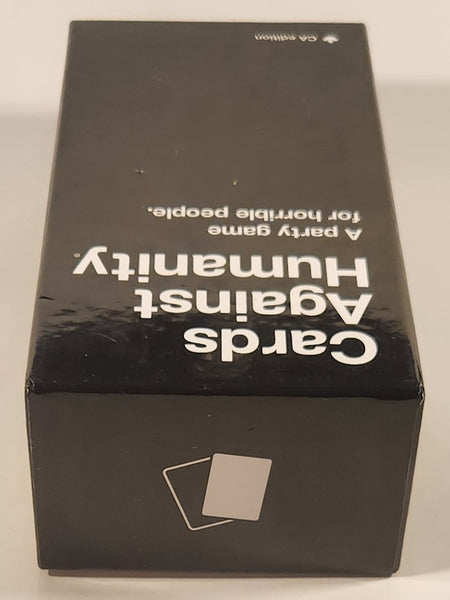 Cards
Against
Humanity®
A party game
for horrible people.
CA edition